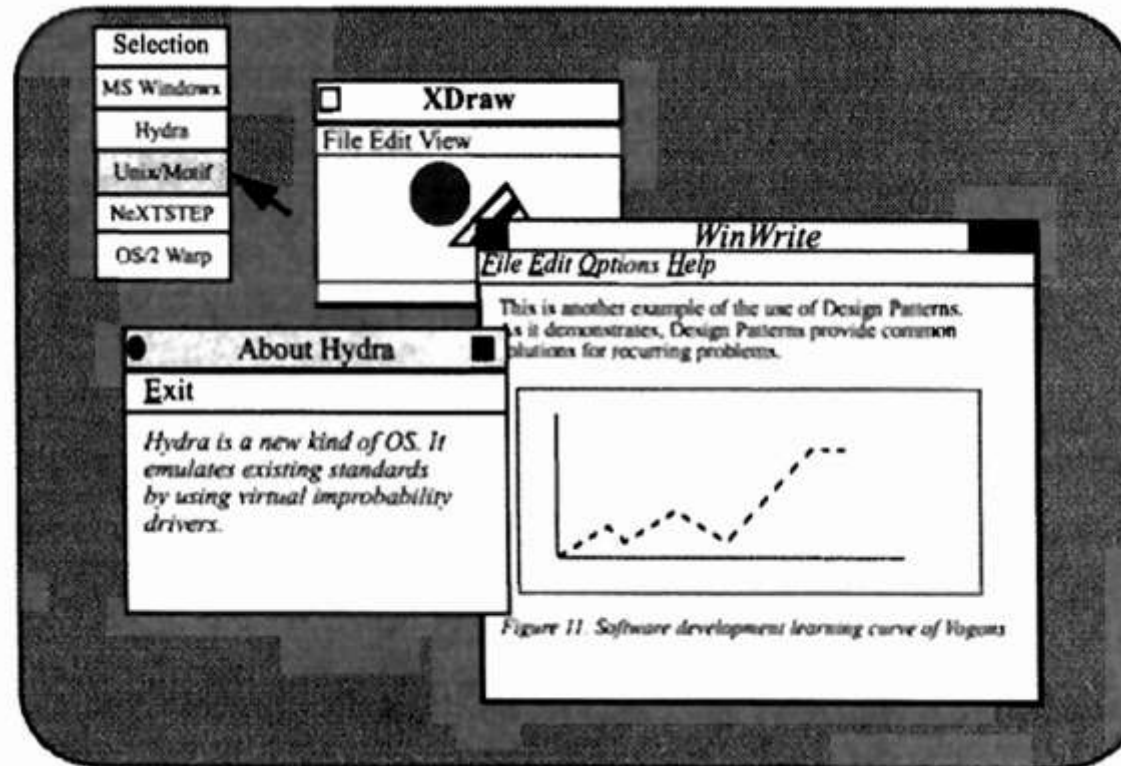 Selection
MS Windowx
Hydra
Unix/Motif
NeXTSTEP
OS/2 Warp
XDraw
File Edit View
WinWrite
File Edit Options Help
This is another example of the use of Design Patterns.
As it demonstrates, Design Patterns provide common
solutions for recurring problems.
Figure 11. Software development learning curve of Vogons
About Hydra
Exit
Hydra is a new kind of OS. It
emulates existing standards
by using virtual improbability
drivers.